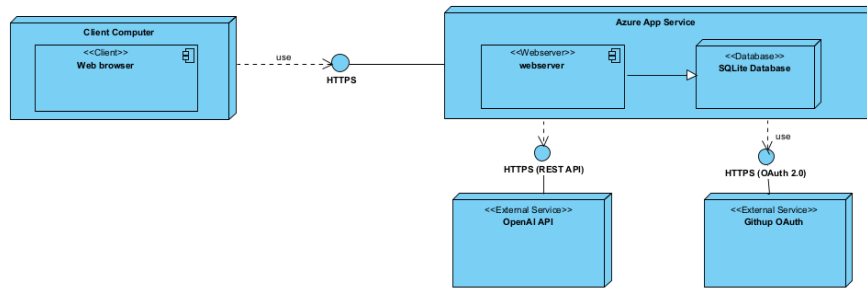 Client Computer
<<Client>>
Web browser
use
HTTPS
Azure App Service
<<Webserver>>
webserver
<<Database>>
SQLite Database
HTTPS (REST API)
use
HTTPS (OAuth 2.0)
<<External Service>>
OpenAI API
<<External Service>>
Githup OAuth